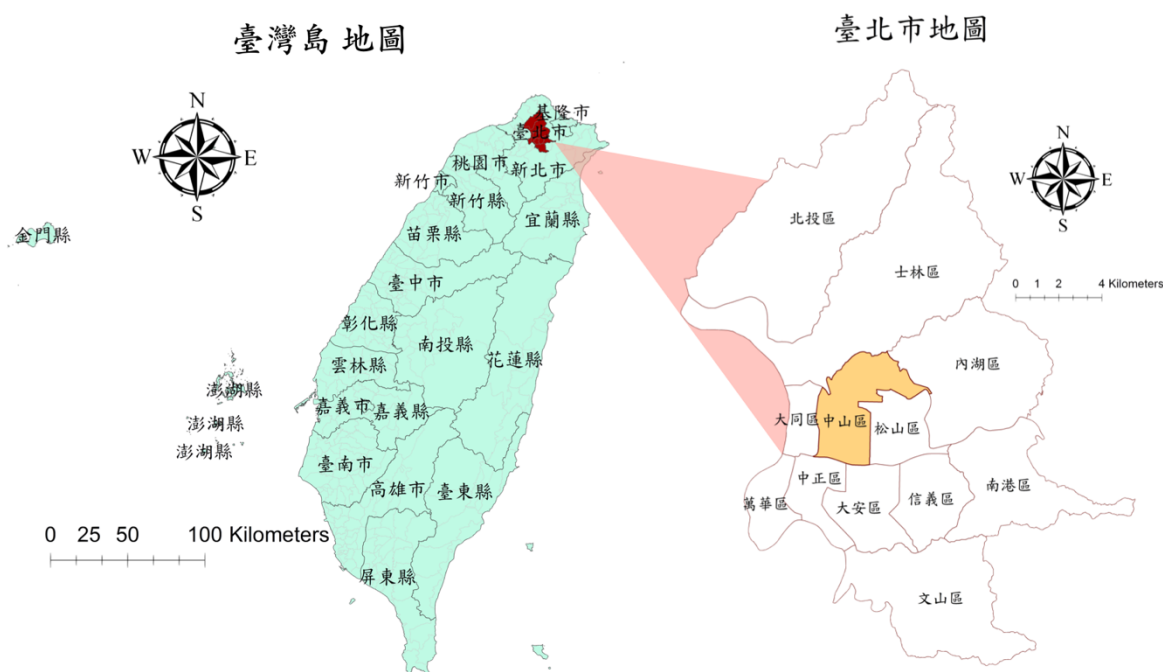 臺灣島 地圖
N
W
E
S
基隆市
臺北市
桃園市
新北市
新竹市
新竹縣
宜蘭縣
苗栗縣
金門縣
臺中市
彰化縣
南投縣
花蓮縣
雲林縣
澎湖縣
嘉義市
嘉義縣
澎湖縣
澎湖縣
臺南市
高雄市
臺東縣
屏東縣
0 25 50 100 Kilometers
臺北市地圖
N
W
E
S
北投區
士林區
0 1 2 4 Kilometers
內湖區
大同區
中山區
松山區
中正區
南港區
萬華區
大安區
信義區
文山區